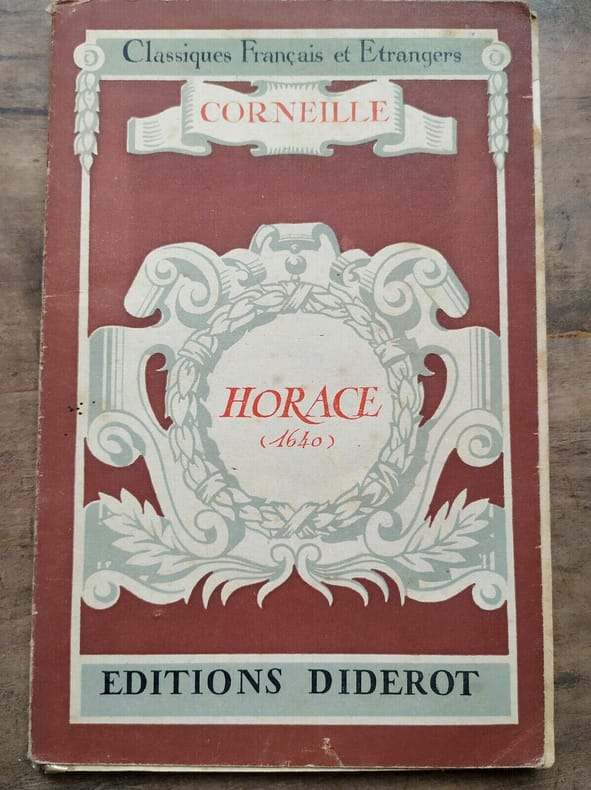 Classiques Français et Etrangers
CORNEILLE
HORACE
(1640)
EDITIONS DIDEROT